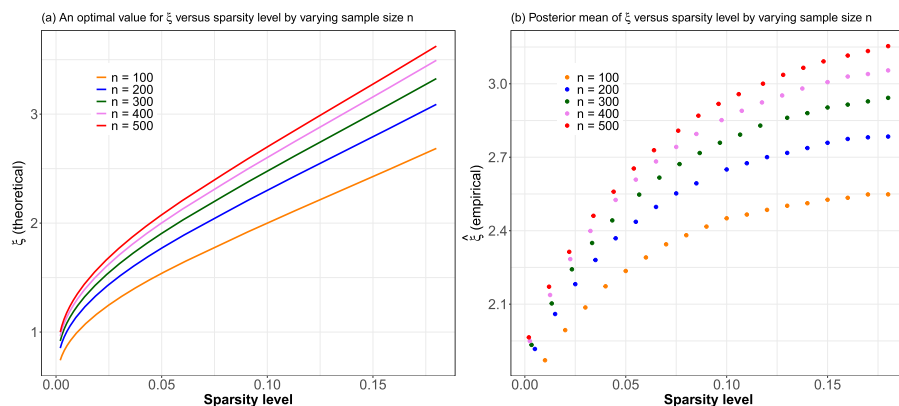 (a) An optimal value for ξ versus sparsity level by varying sample size n
n = 100
n = 200
n = 300
n = 400
n = 500
3
2
1
ξ (theoretical)
0.00
0.05
0.10
0.15
Sparsity level
(b) Posterior mean of ξ versus sparsity level by varying sample size n
n = 100
n = 200
n = 300
n = 400
n = 500
3.0
2.7
2.4
2.1
ξ̂ (empirical)
0.00
0.05
0.10
0.15
Sparsity level